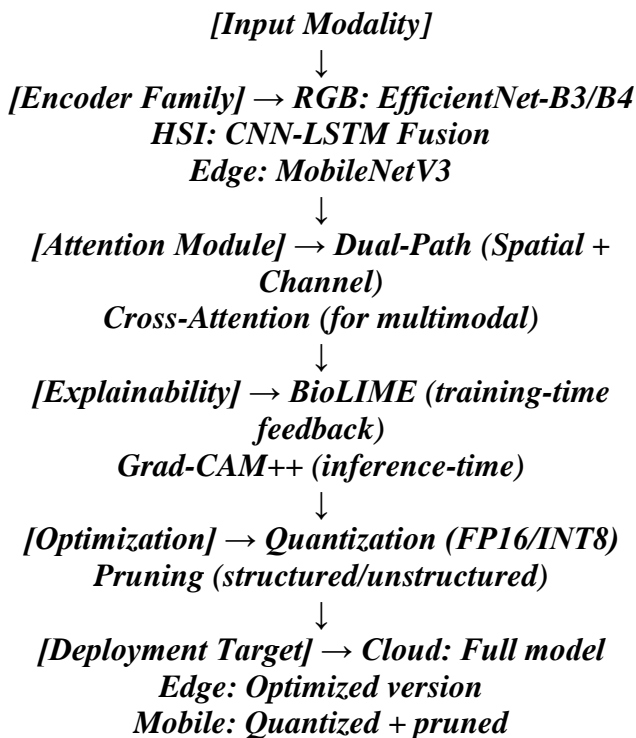 [Input Modality]
↓
[Encoder Family] → RGB: EfficientNet-B3/B4
HSI: CNN-LSTM Fusion
Edge: MobileNetV3
↓
[Attention Module] → Dual-Path (Spatial +
Channel)
Cross-Attention (for multimodal)
↓
[Explainability] → BioLIME (training-time
feedback)
Grad-CAM++ (inference-time)
↓
[Optimization] → Quantization (FP16/INT8)
Pruning (structured/unstructured)
↓
[Deployment Target] → Cloud: Full model
Edge: Optimized version
Mobile: Quantized + pruned